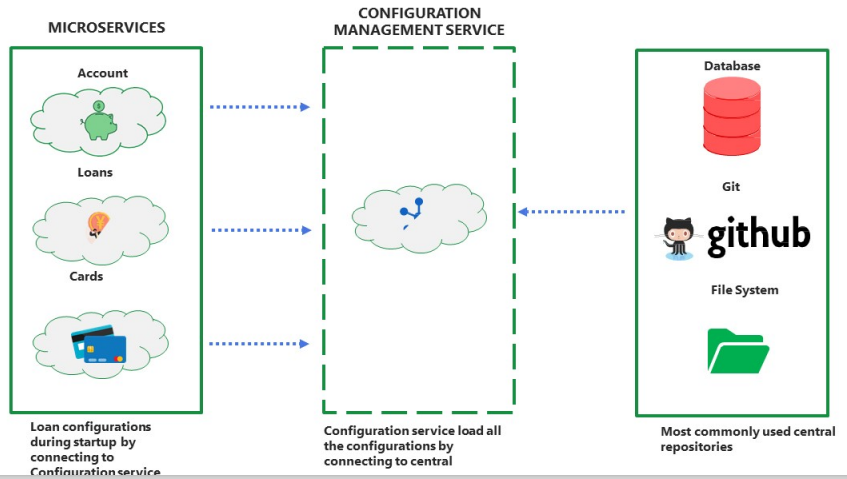 MICROSERVICES
CONFIGURATION
MANAGEMENT SERVICE
Account
Loans
Cards
Database
Git
github
File System
Loan configurations
during startup by
connecting to
Configuration service
Configuration service load all
the configurations by
connecting to central
Most commonly used central
repositories